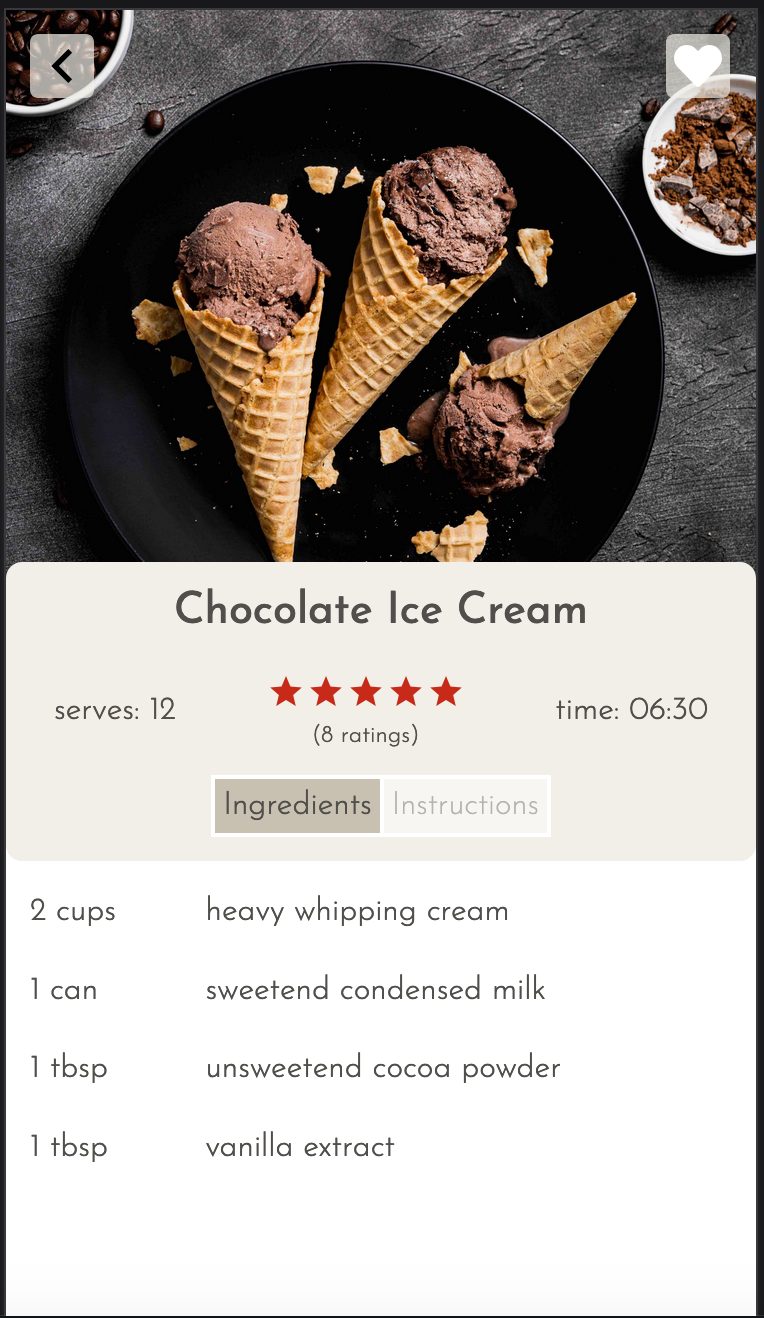 Chocolate Ice Cream
serves: 12
(8 ratings)
time: 06:30
Ingredients
Instructions
2 cups heavy whipping cream
1 can sweetend condensed milk
1 tbsp unsweetend cocoa powder
1 tbsp vanilla extract